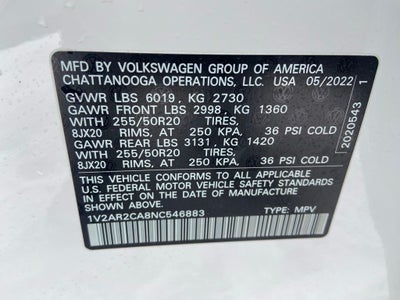 MFD BY VOLKSWAGEN GROUP OF AMERICA
CHATTANOOGA OPERATIONS, LLC. USA 05/2022
GVWR LBS 6019, KG 2730
GAWR FRONT LBS 2998, KG 1360
WITH 255/50R20 TIRES,
8JX20 RIMS, AT 250 KPA, 36 PSI COLD
GAWR REAR LBS 3131, KG 1420
WITH 255/50R20 TIRES,
8JX20 RIMS, AT 250 KPA, 36 PSI COLD
THIS VEHICLE CONFORMS TO ALL APPLICABLE
U.S. FEDERAL MOTOR VEHICLE SAFETY AND
THEFT PREVENTION STANDARDS IN EFFECT ON THE
DATE OF MANUFACTURE SHOWN ABOVE.
1V2AR2CA8NC546883 TYPE: MPV
2020543 1